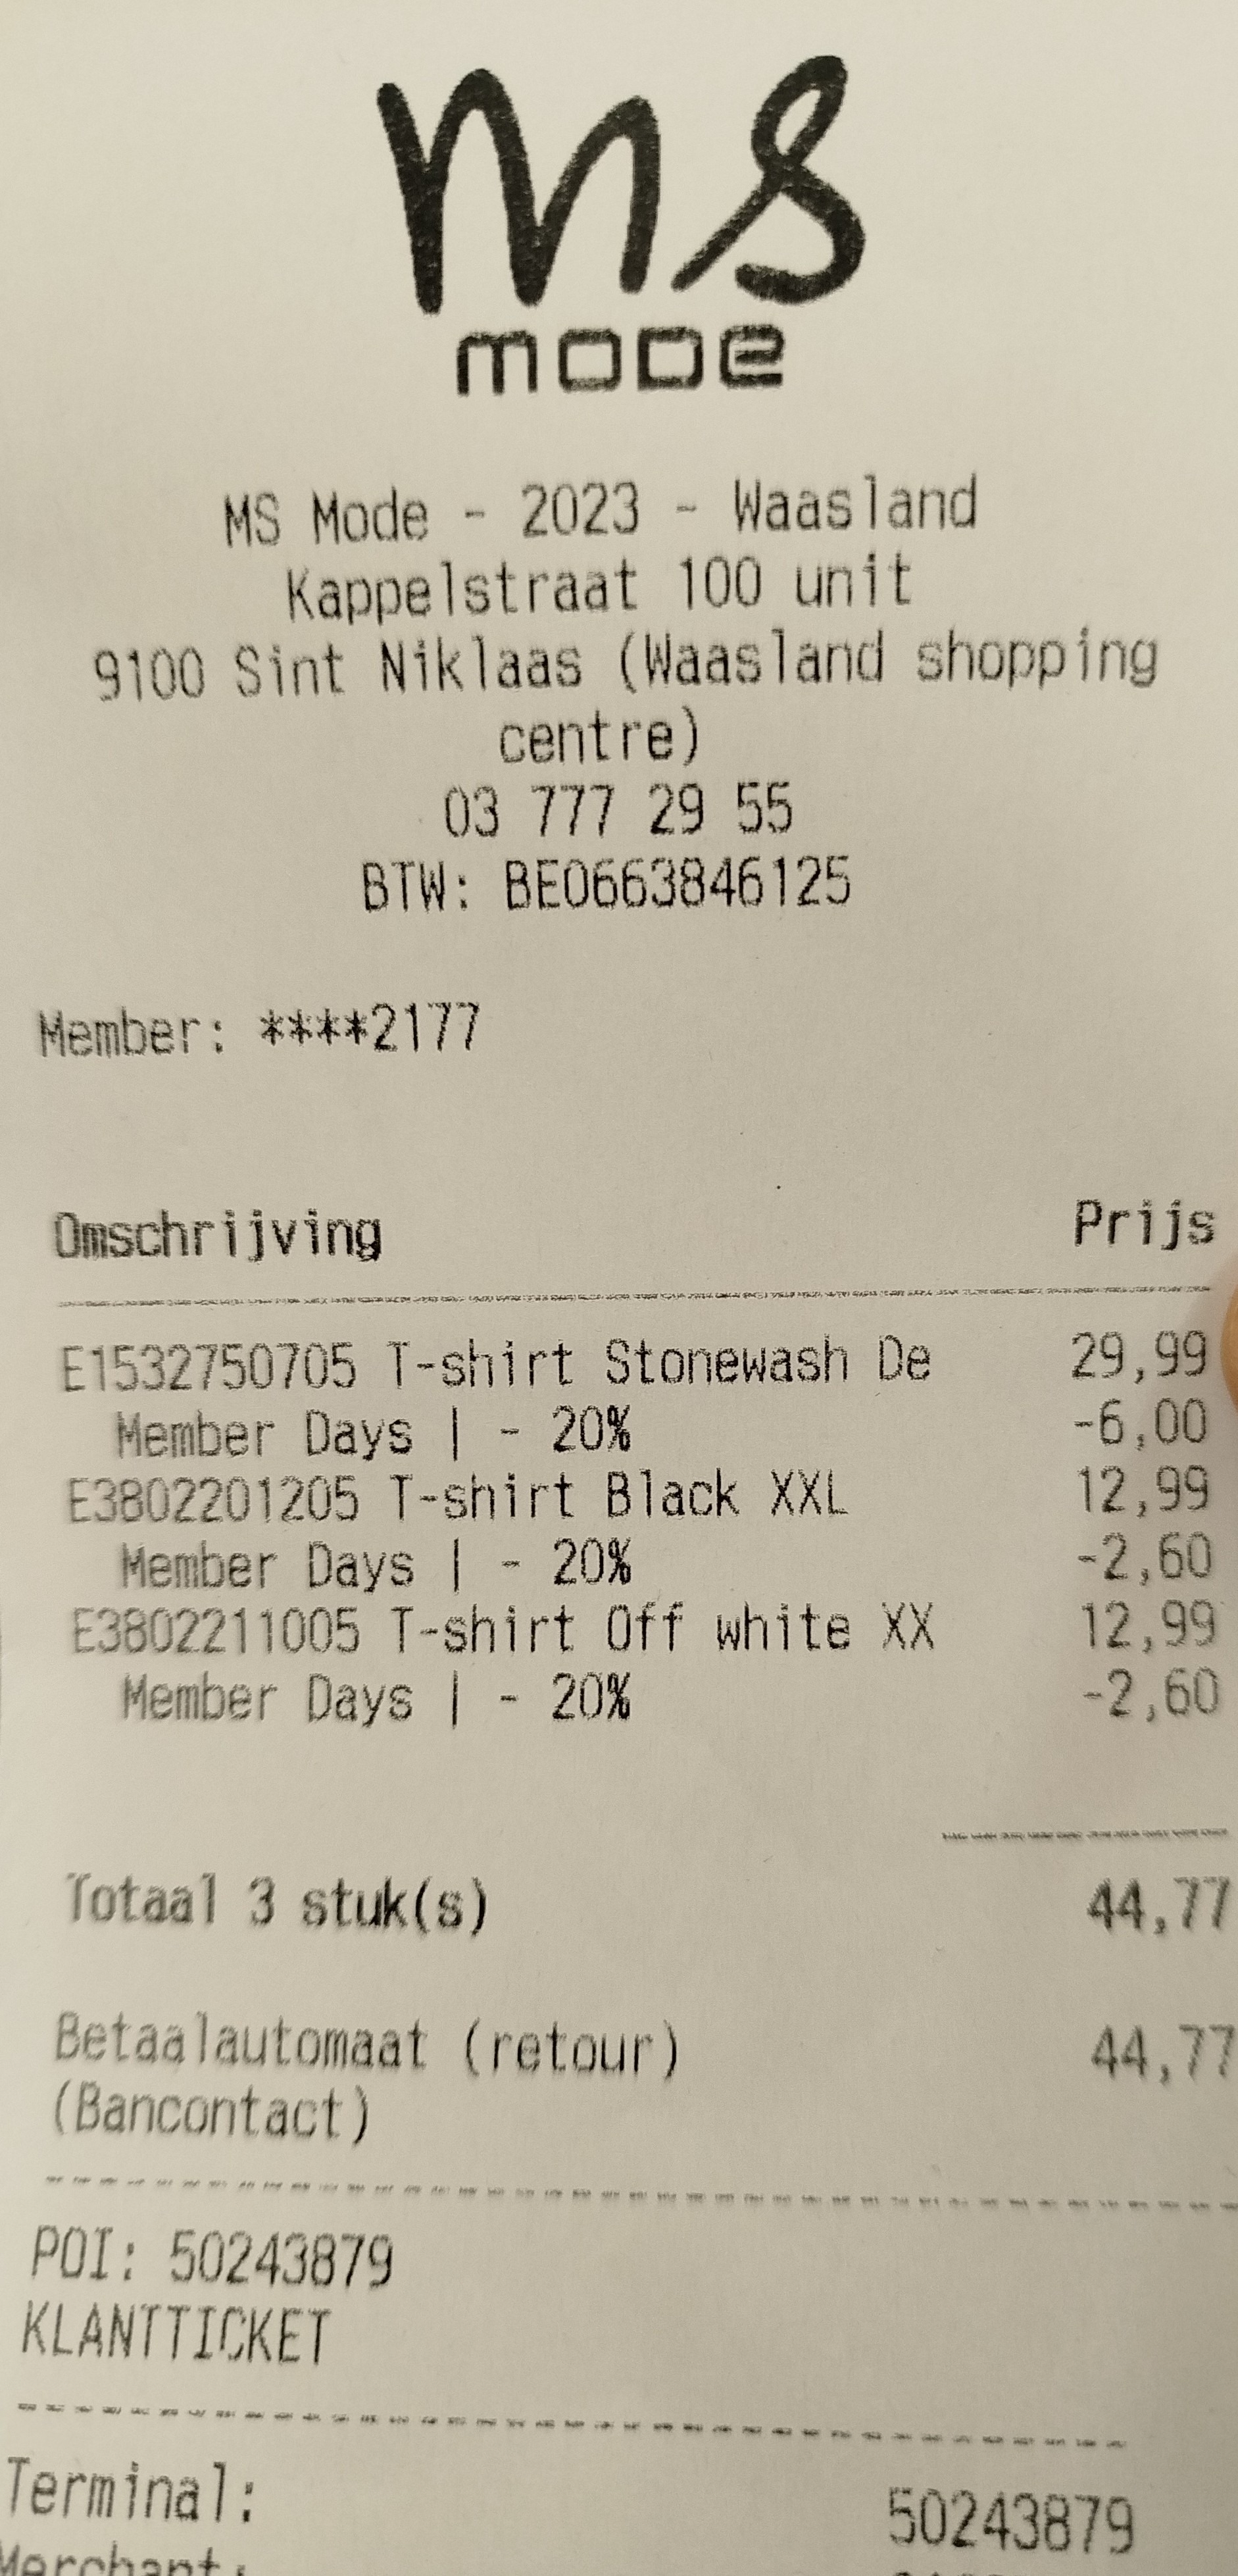 ms
mode
MS Mode - 2023 - Waasland
Kappelstraat 100 unit
9100 Sint Niklaas (Waasland shopping
centre)
03 777 29 55
BTW: BE0663846125
Member: ****2177
Omschrijving Prijs
E1532750705 T-shirt Stonewash De 29,99
Member Days | - 20% -6,00
E3802201205 T-shirt Black XXL 12,99
Member Days | - 20% -2,60
E3802211005 T-shirt Off white XX 12,99
Member Days | - 20% -2,60
Totaal 3 stuk(s) 44,77
Betaalautomaat (retour) 44,77
(Bancontact)
POI: 50243879
KLANTTICKET
Terminal: 50243879
Merchant: